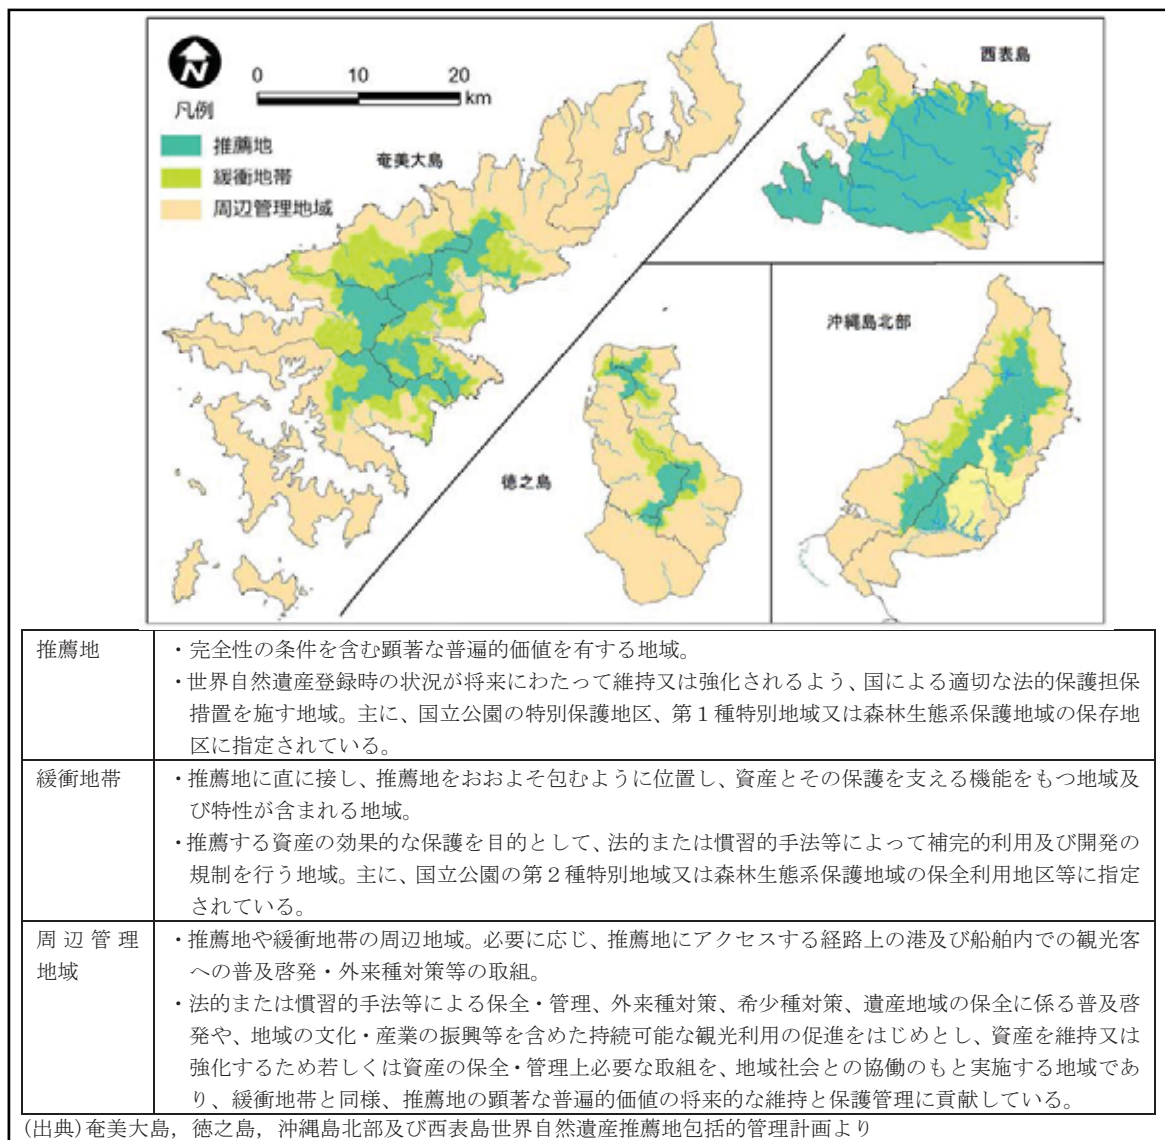 西表島
0 10 20
km
N
凡例
推薦地
緩衝地帯
周辺管理地域
奄美大島
沖縄島北部
徳之島
推薦地
・完全性の条件を含む顕著な普遍的価値を有する地域。
・世界自然遺産登録時の状況が将来にわたって維持又は強化されるよう、国による適切な法的保護担保
措置を施す地域。主に、国立公園の特別保護地区、第1種特別地域又は森林生態系保護地域の保存地
区に指定されている。
緩衝地帯
・推薦地に直に接し、推薦地をおおよそ包むように位置し、資産とその保護を支える機能をもつ地域及
び特性が含まれる地域。
・推薦する資産の効果的な保護を目的として、法的または慣習的手法等によって補完的利用及び開発の
規制を行う地域。主に、国立公園の第2種特別地域又は森林生態系保護地域の保全利用地区等に指定
されている。
周辺管理
地域
・推薦地や緩衝地帯の周辺地域。必要に応じ、推薦地にアクセスする経路上の港及び船舶内での観光客
への普及啓発・外来種対策等の取組。
・法的または慣習的手法等による保全・管理、外来種対策、希少種対策、遺産地域の保全に係る普及啓
発や、地域の文化・産業の振興等を含めた持続可能な観光利用の促進をはじめとし、資産を維持又は
強化するため若しくは資産の保全・管理上必要な取組を、地域社会との協働のもと実施する地域であ
り、緩衝地帯と同様、推薦地の顕著な普遍的価値の将来的な維持と保護管理に貢献している。
(出典)奄美大島，徳之島，沖縄島北部及び西表島世界自然遺産推薦地包括的管理計画より